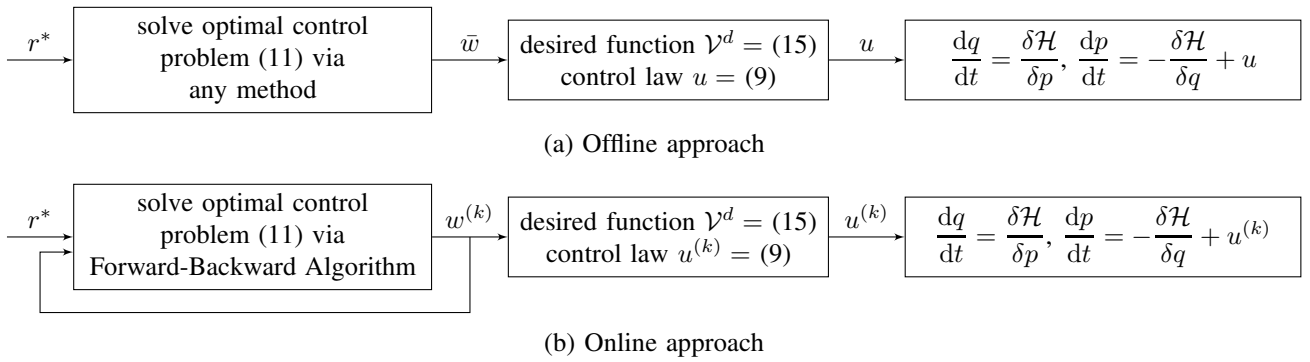 r* solve optimal control w̄ desired function 𝒱ᵈ = (15) u dq/dt = δℋ/δp, dp/dt = −δℋ/δq + u
problem (11) via control law u = (9)
any method
(a) Offline approach
r* solve optimal control w⁽ᵏ⁾ desired function 𝒱ᵈ = (15) u⁽ᵏ⁾ dq/dt = δℋ/δp, dp/dt = −δℋ/δq + u⁽ᵏ⁾
problem (11) via control law u⁽ᵏ⁾ = (9)
Forward-Backward Algorithm
(b) Online approach